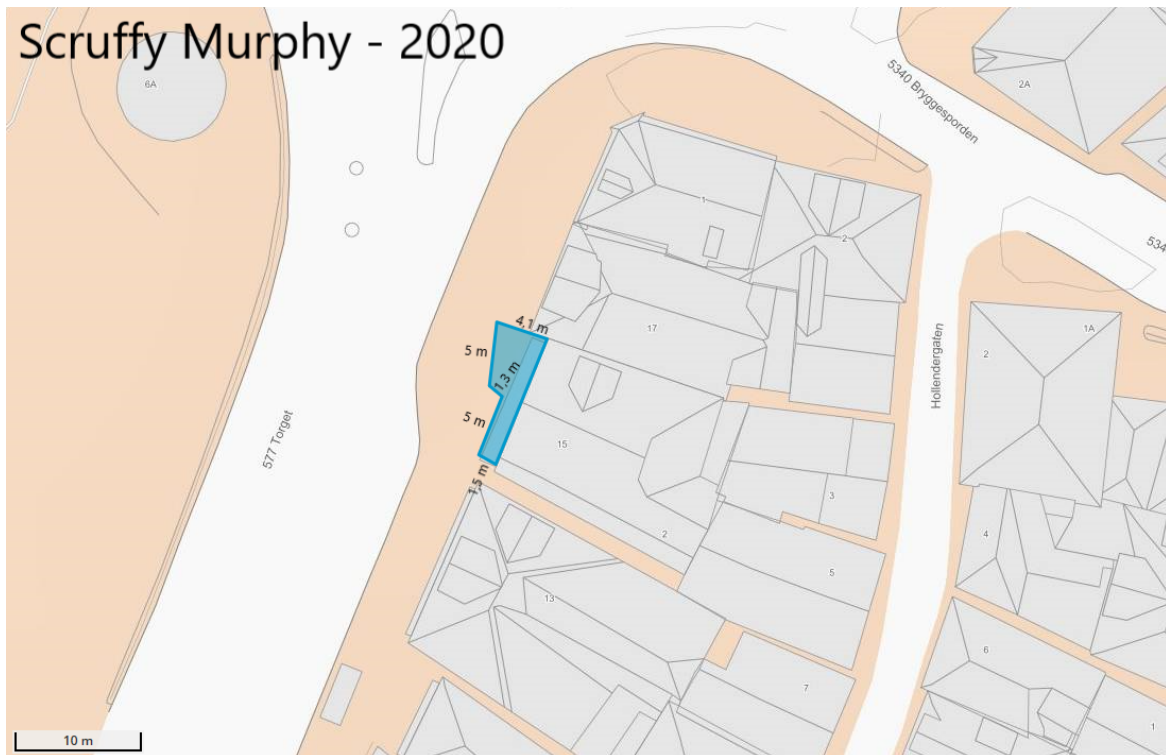 Scruffy Murphy - 2020
6A
5340 Bryggesporden
2A
1
2
534
17
4,1 m
5 m
1,3 m
1A
2
Hollendergaten
577 Torget
5 m
15
1,5 m
3
2
4
5
13
6
7
1
10 m